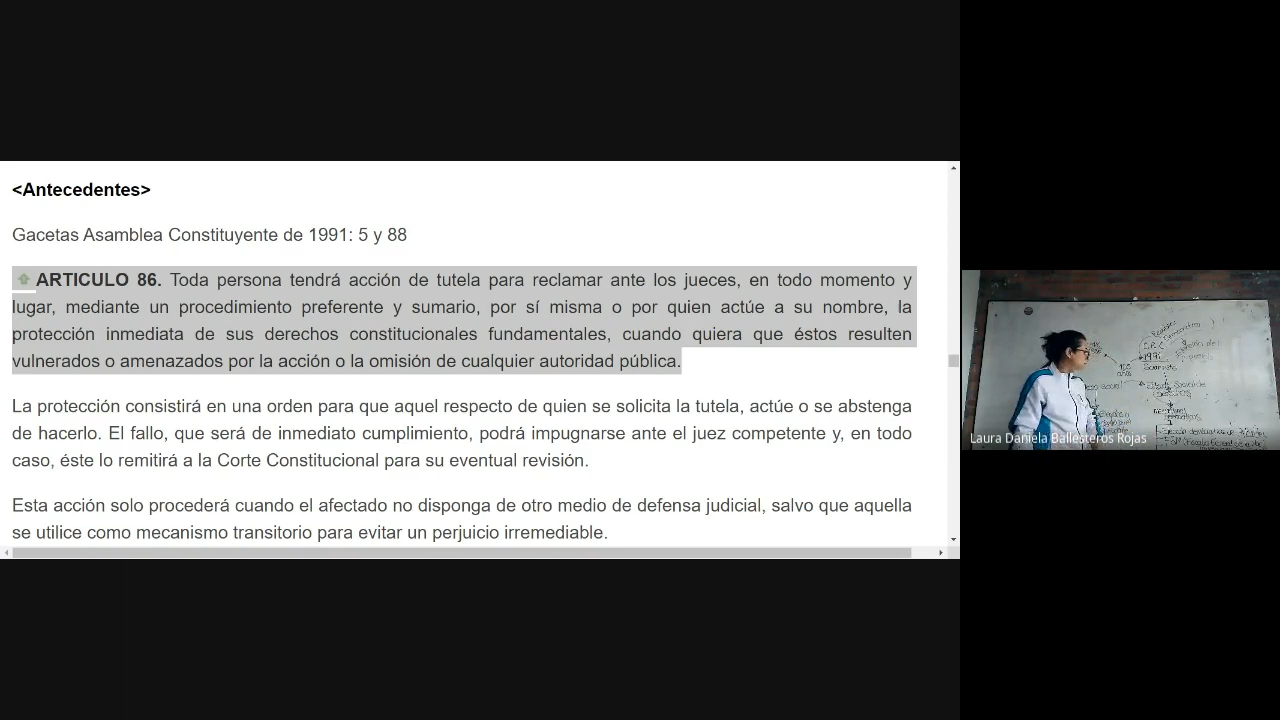 <Antecedentes>
Gacetas Asamblea Constituyente de 1991: 5 y 88
ARTICULO 86. Toda persona tendrá acción de tutela para reclamar ante los jueces, en todo momento y
lugar, mediante un procedimiento preferente y sumario, por sí misma o por quien actúe a su nombre, la
protección inmediata de sus derechos constitucionales fundamentales, cuando quiera que éstos resulten
vulnerados o amenazados por la acción o la omisión de cualquier autoridad pública.
La protección consistirá en una orden para que aquel respecto de quien se solicita la tutela, actúe o se abstenga
de hacerlo. El fallo, que será de inmediato cumplimiento, podrá impugnarse ante el juez competente y, en todo
caso, éste lo remitirá a la Corte Constitucional para su eventual revisión.
Esta acción solo procederá cuando el afectado no disponga de otro medio de defensa judicial, salvo que aquella
se utilice como mecanismo transitorio para evitar un perjuicio irremediable.
1991
100
años
Laura Daniela Ballesteros Rojas